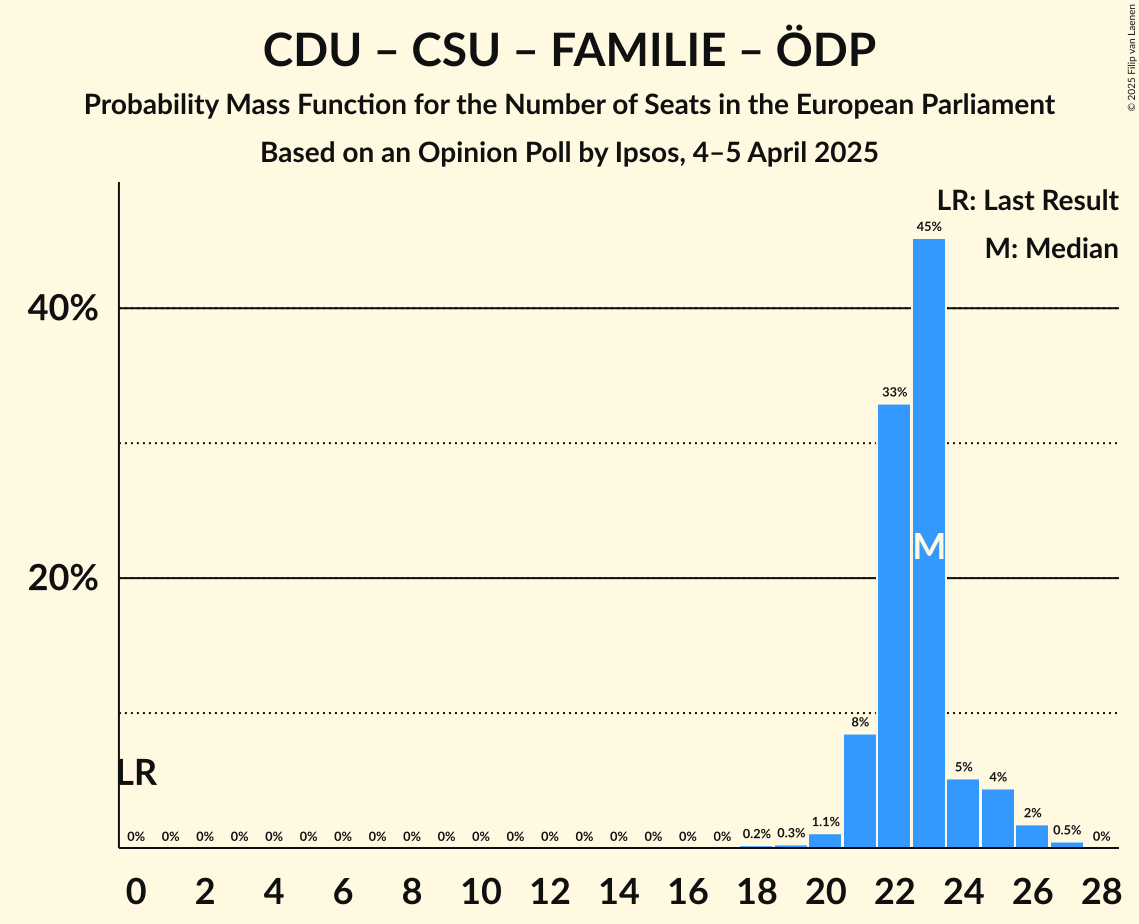 CDU – CSU – FAMILIE – ÖDP
Probability Mass Function for the Number of Seats in the European Parliament
Based on an Opinion Poll by Ipsos, 4–5 April 2025
© 2025 Filip van Laenen
LR: Last Result
M: Median
45%
40%
33%
M
20%
8%
LR
5%
4%
2%
1.1%
0% 0% 0% 0% 0% 0% 0% 0% 0% 0% 0% 0% 0% 0% 0% 0% 0% 0% 0.2% 0.3% 0.5% 0%
0 2 4 6 8 10 12 14 16 18 20 22 24 26 28